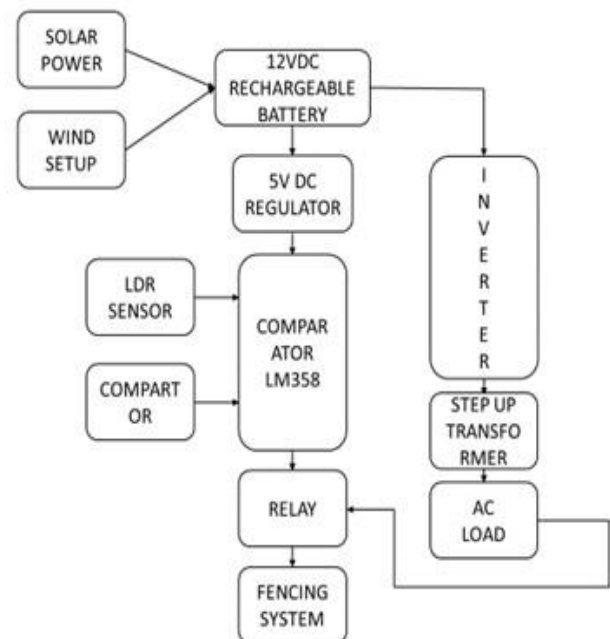 SOLAR
POWER
12VDC
RECHARGEABLE
BATTERY
WIND
SETUP
5V DC
REGULATOR
I
N
V
E
R
T
E
R
LDR
SENSOR
COMPAR
ATOR
LM358
COMPART
OR
STEP UP
TRANSFO
RMER
RELAY
AC
LOAD
FENCING
SYSTEM